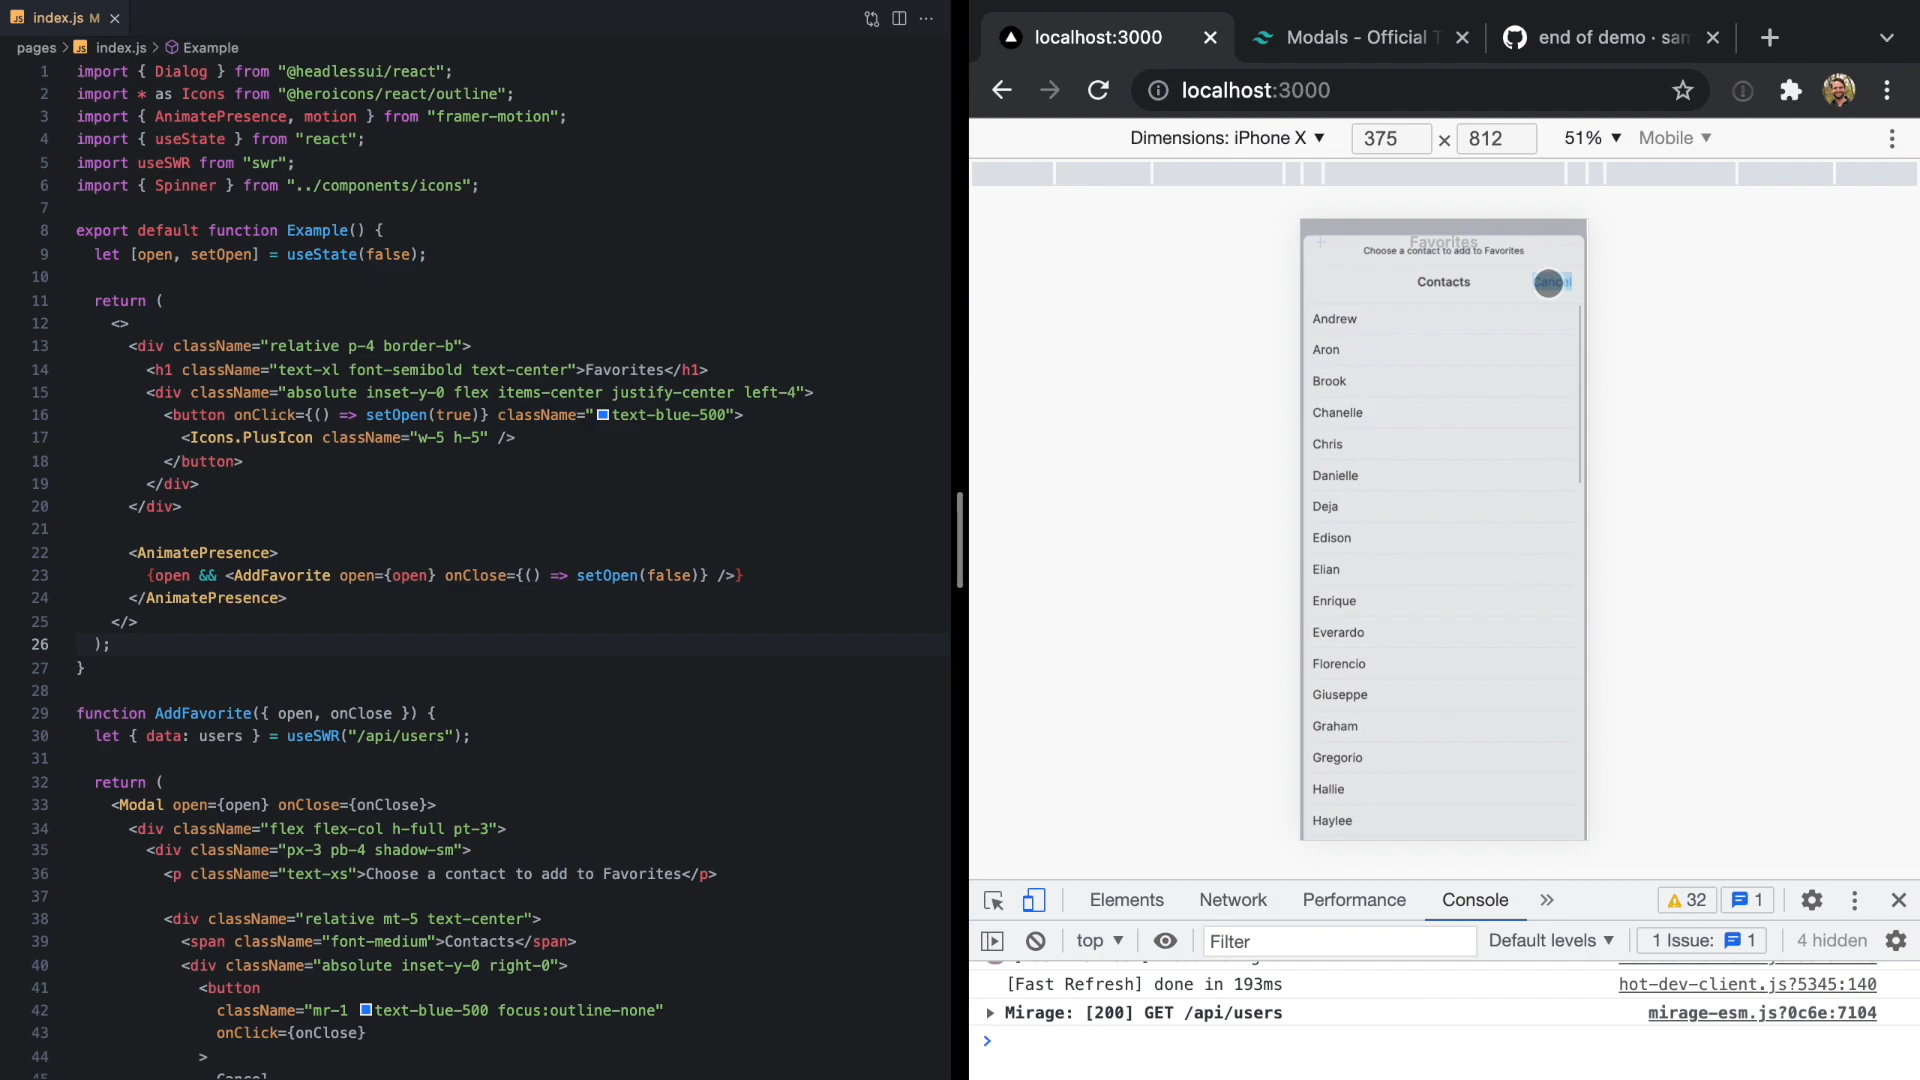 JS index.js M
pages > JS index.js > Example
1 import { Dialog } from "@headlessui/react";
2 import * as Icons from "@heroicons/react/outline";
3 import { AnimatePresence, motion } from "framer-motion";
4 import { useState } from "react";
5 import useSWR from "swr";
6 import { Spinner } from "../components/icons";
7
8 export default function Example() {
9 let [open, setOpen] = useState(false);
10
11 return (
12 <>
13 <div className="relative p-4 border-b">
14 <h1 className="text-xl font-semibold text-center">Favorites</h1>
15 <div className="absolute inset-y-0 flex items-center justify-center left-4">
16 <button onClick={() => setOpen(true)} className="text-blue-500">
17 <Icons.PlusIcon className="w-5 h-5" />
18 </button>
19 </div>
20 </div>
21
22 <AnimatePresence>
23 {open && <AddFavorite open={open} onClose={() => setOpen(false)} />}
24 </AnimatePresence>
25 </>
26 );
27 }
28
29 function AddFavorite({ open, onClose }) {
30 let { data: users } = useSWR("/api/users");
31
32 return (
33 <Modal open={open} onClose={onClose}>
34 <div className="flex flex-col h-full pt-3">
35 <div className="px-3 pb-4 shadow-sm">
36 <p className="text-xs">Choose a contact to add to Favorites</p>
37
38 <div className="relative mt-5 text-center">
39 <span className="font-medium">Contacts</span>
40 <div className="absolute inset-y-0 right-0">
41 <button
42 className="mr-1 text-blue-500 focus:outline-none"
43 onClick={onClose}
44 >
45 Cancel
localhost:3000
Modals - Official
end of demo · sam
localhost:3000
Dimensions: iPhone X ▼ 375 × 812 51% ▼ Mobile ▼
Favorites
Choose a contact to add to Favorites
Contacts Cancel
Andrew
Aron
Brook
Chanelle
Chris
Danielle
Deja
Edison
Elian
Enrique
Everardo
Florencio
Giuseppe
Graham
Gregorio
Hallie
Haylee
Elements Network Performance Console » 32 1
top ▼ Filter Default levels ▼ 1 Issue: 1 4 hidden
[Fast Refresh] done in 193ms hot-dev-client.js?5345:140
Mirage: [200] GET /api/users mirage-esm.js?0c6e:7104